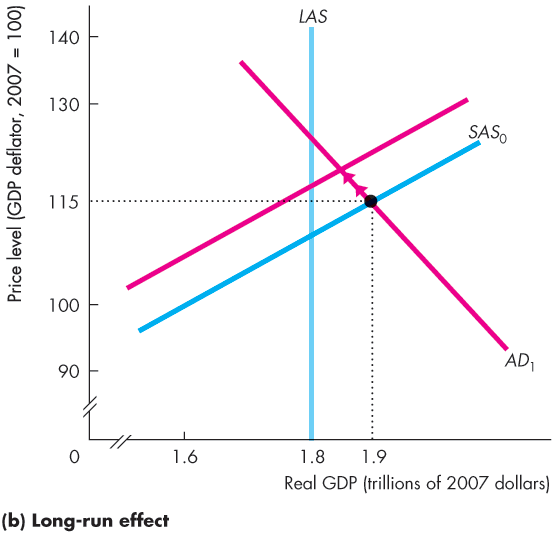 Price level (GDP deflator, 2007 = 100)
LAS
140
130
SAS₀
115
100
90
AD₁
0
1.6
1.8
1.9
Real GDP (trillions of 2007 dollars)
(b) Long-run effect